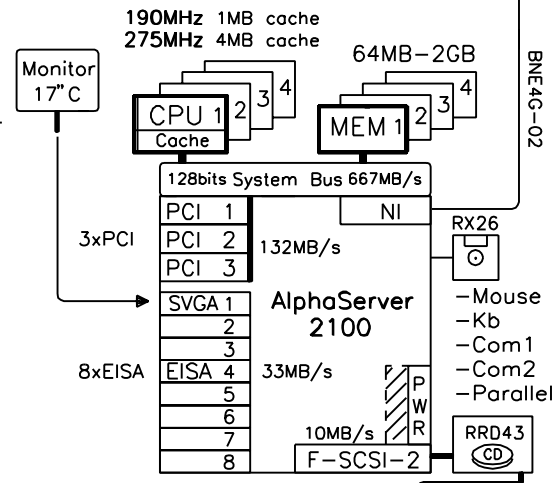 190MHz 1MB cache
275MHz 4MB cache
Monitor
17"C
64MB-2GB
BNE4G-02
CPU 1 2 3 4
Cache
MEM 1 2 3 4
128bits System Bus 667MB/s
PCI 1
NI
PCI 2
3xPCI
132MB/s
PCI 3
RX26
SVGA 1
AlphaServer
2100
2
3
8xEISA
EISA 4
33MB/s
5
6
7
8
-Mouse
-Kb
-Com1
-Com2
-Parallel
PWR
10MB/s
F-SCSI-2
RRD43
CD